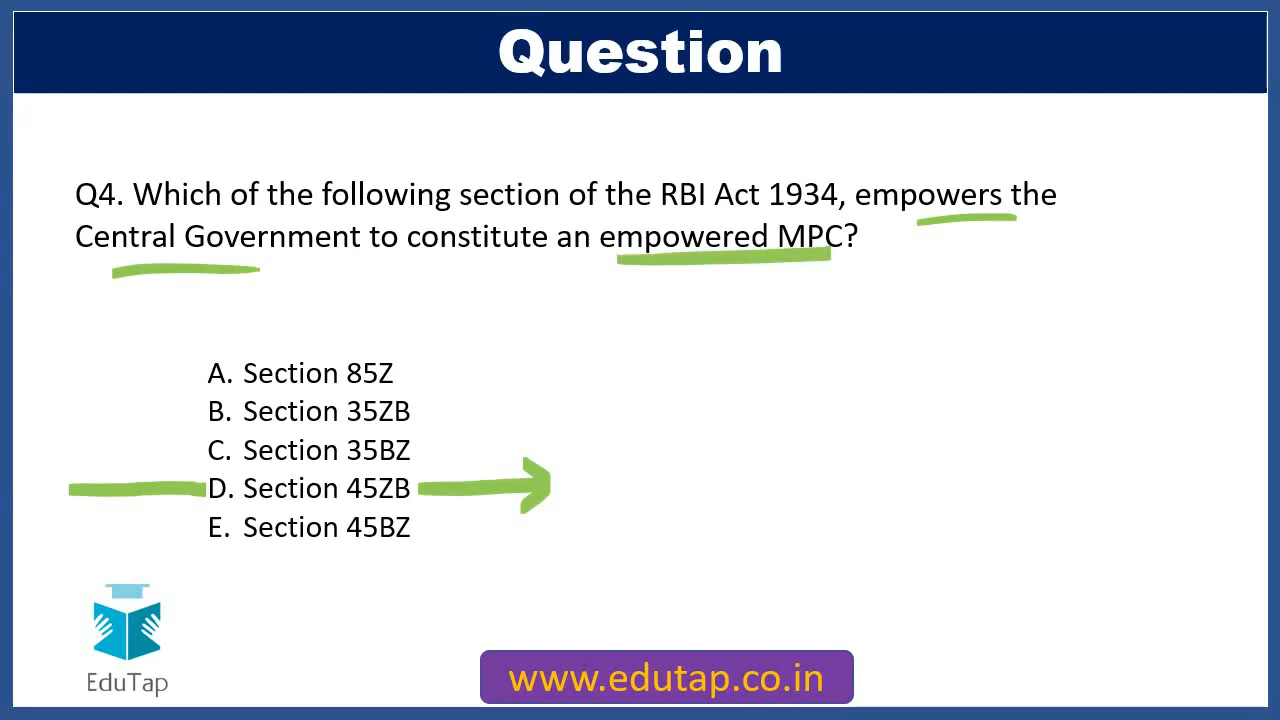 Question
Q4. Which of the following section of the RBI Act 1934, empowers the
Central Government to constitute an empowered MPC?
A. Section 85Z
B. Section 35ZB
C. Section 35BZ
D. Section 45ZB
E. Section 45BZ
EduTap
www.edutap.co.in